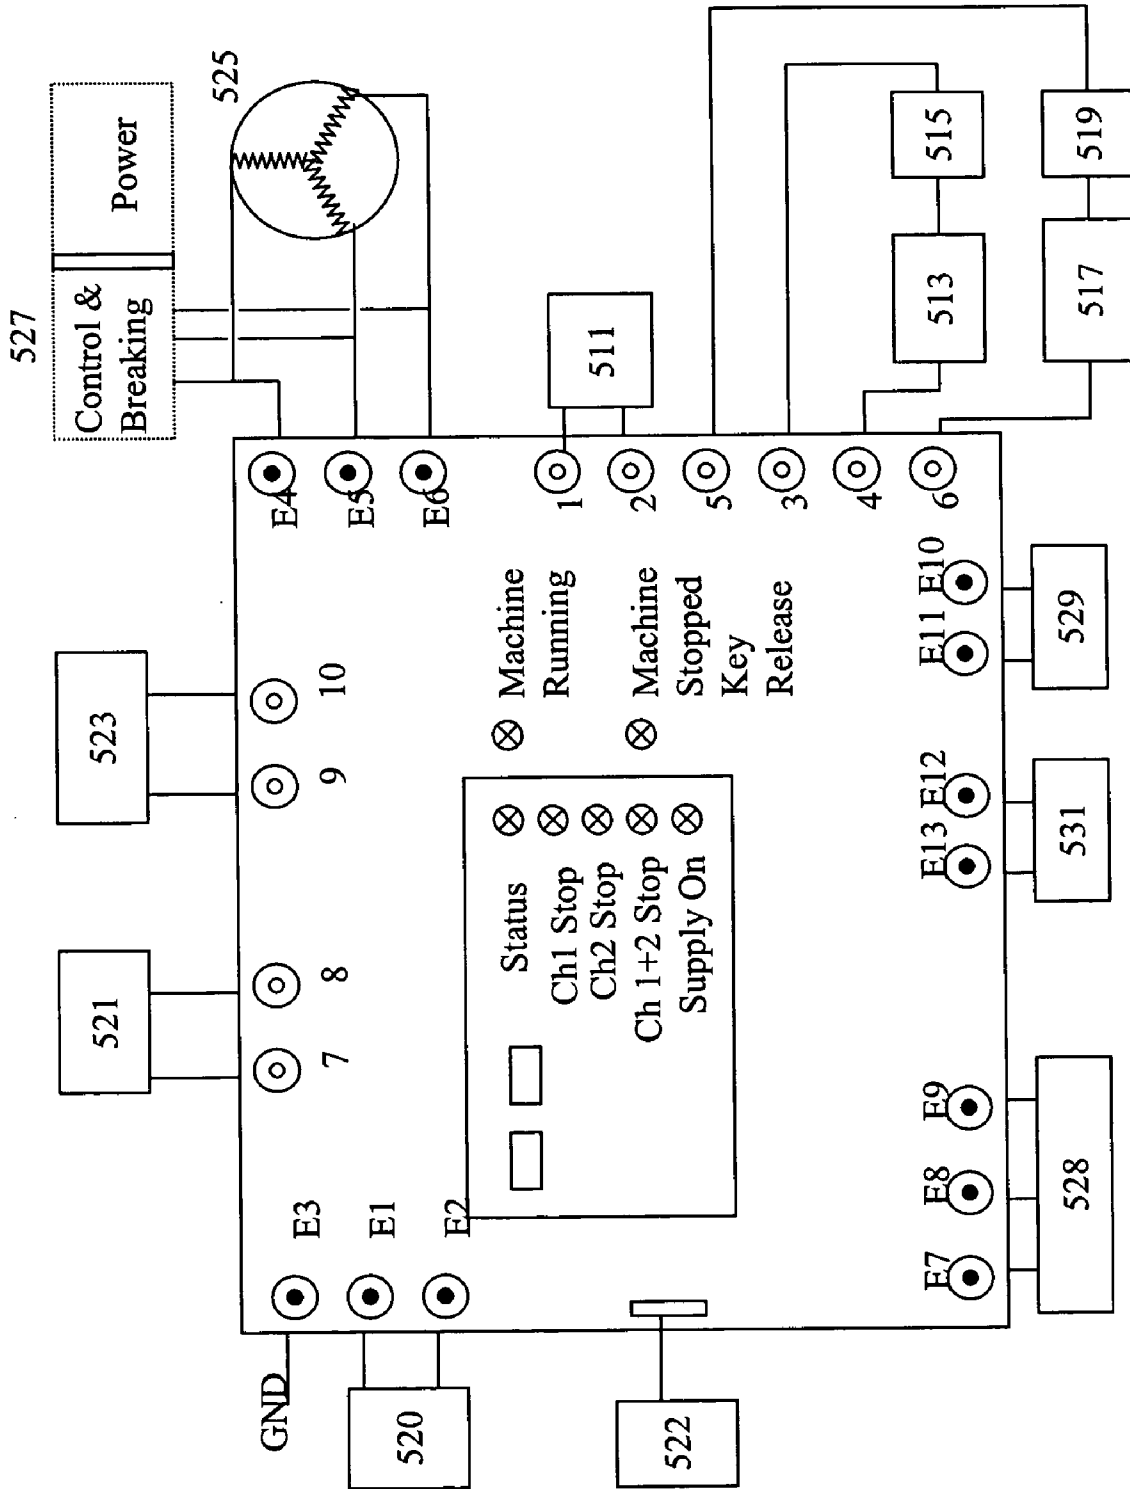 527
Control &
Breaking
Power
525
GND
E3
E1
E2
E4
E5
E6
521
7
8
523
9
10
520
522
Status
Ch1 Stop
Ch2 Stop
Ch 1+2 Stop
Supply On
Machine
Running
Machine
Stopped
Key
Release
1
2
5
3
4
6
511
513
515
517
519
E7
E8
E9
E13
E12
E11
E10
528
531
529